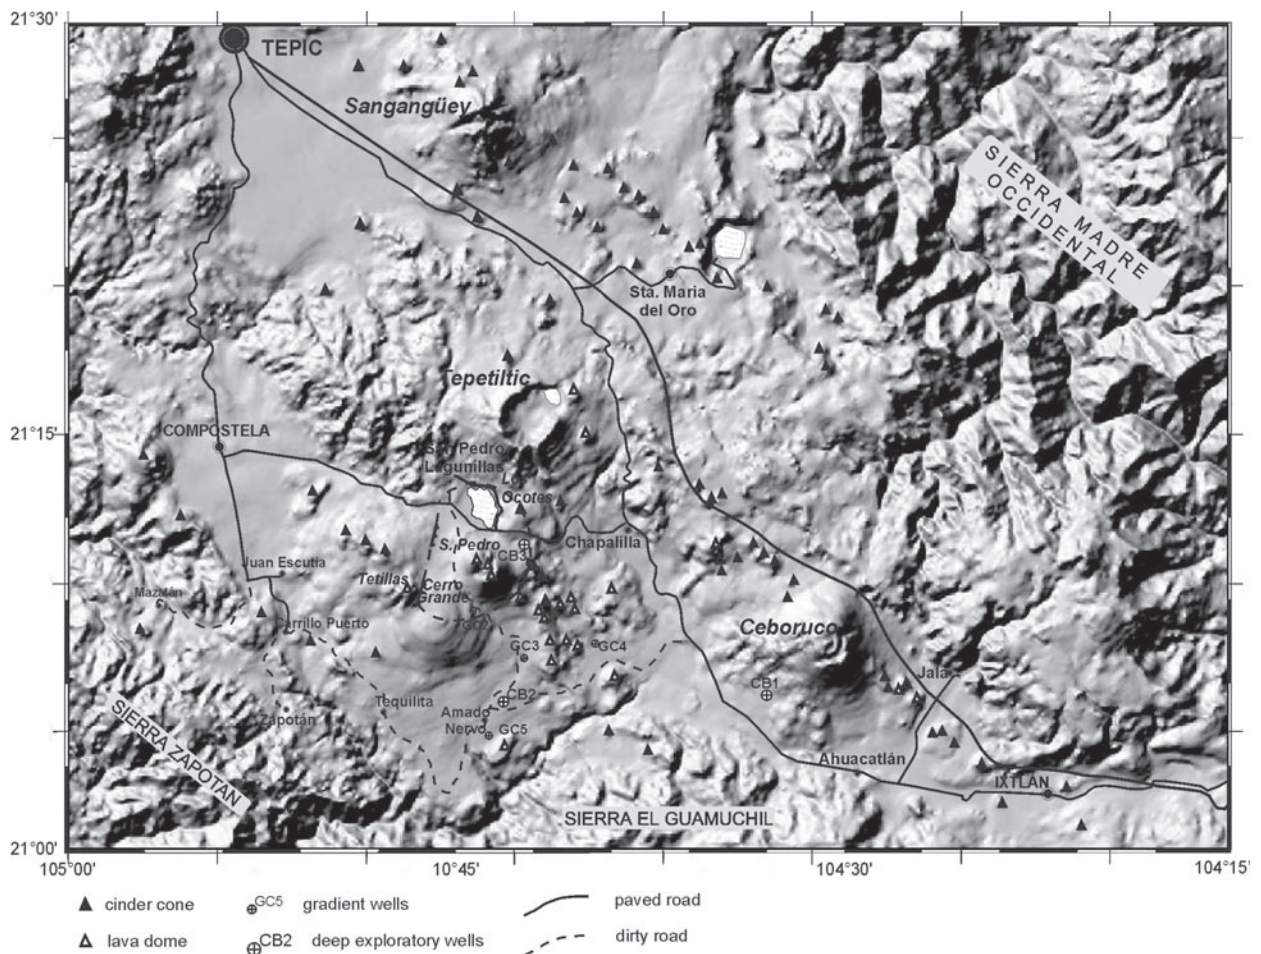 21°30'
TEPIC
Sangangüey
SIERRA MADRE
OCCIDENTAL
Sta. Maria
del Oro
Tepetiltic
21°15'
COMPOSTELA
San Pedro
Lagunillas
Los
Ocotes
S. Pedro
CB3
Chapalilla
Juan Escutia
Tetillas
Cerro
Grande
Mazatán
Carrillo Puerto
Ceboruco
GC3
GC4
Jala
CB1
CB2
Tequilita
Amado
Nervo
GC5
Zapotán
SIERRA ZAPOTAN
Ahuacatlán
IXTLAN
SIERRA EL GUAMUCHIL
21°00'
105°00'
10°45'
104°30'
104°15'
cinder cone
GC5
gradient wells
paved road
lava dome
CB2
deep exploratory wells
dirty road